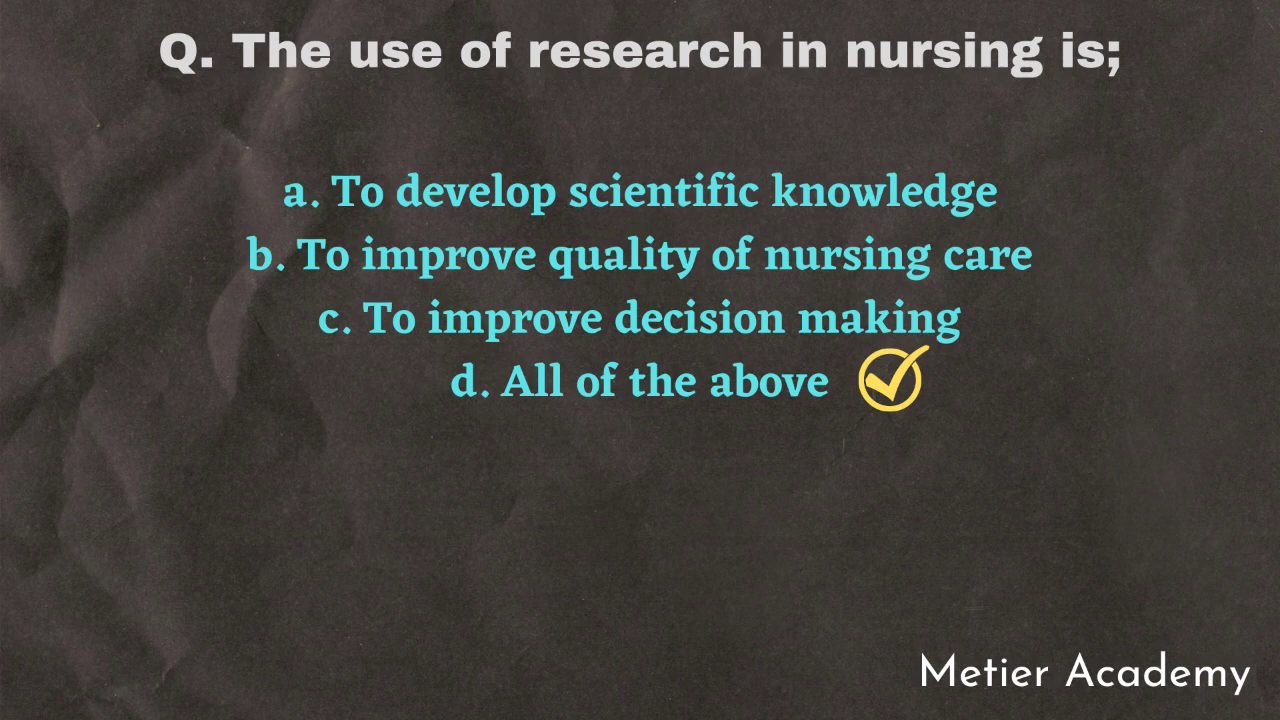 Q. The use of research in nursing is;
a. To develop scientific knowledge
b. To improve quality of nursing care
c. To improve decision making
d. All of the above
Metier Academy